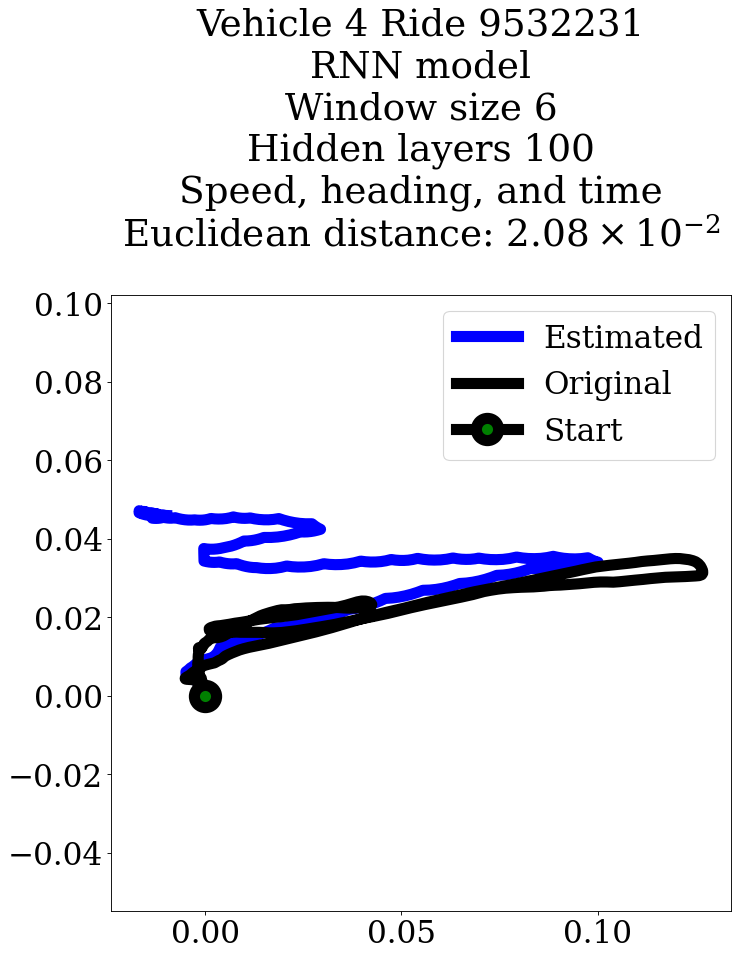 Vehicle 4 Ride 9532231
RNN model
Window size 6
Hidden layers 100
Speed, heading, and time
Euclidean distance: 2.08 × 10⁻²
0.10
0.08
0.06
0.04
0.02
0.00
−0.02
−0.04
Estimated
Original
Start
0.00 0.05 0.10